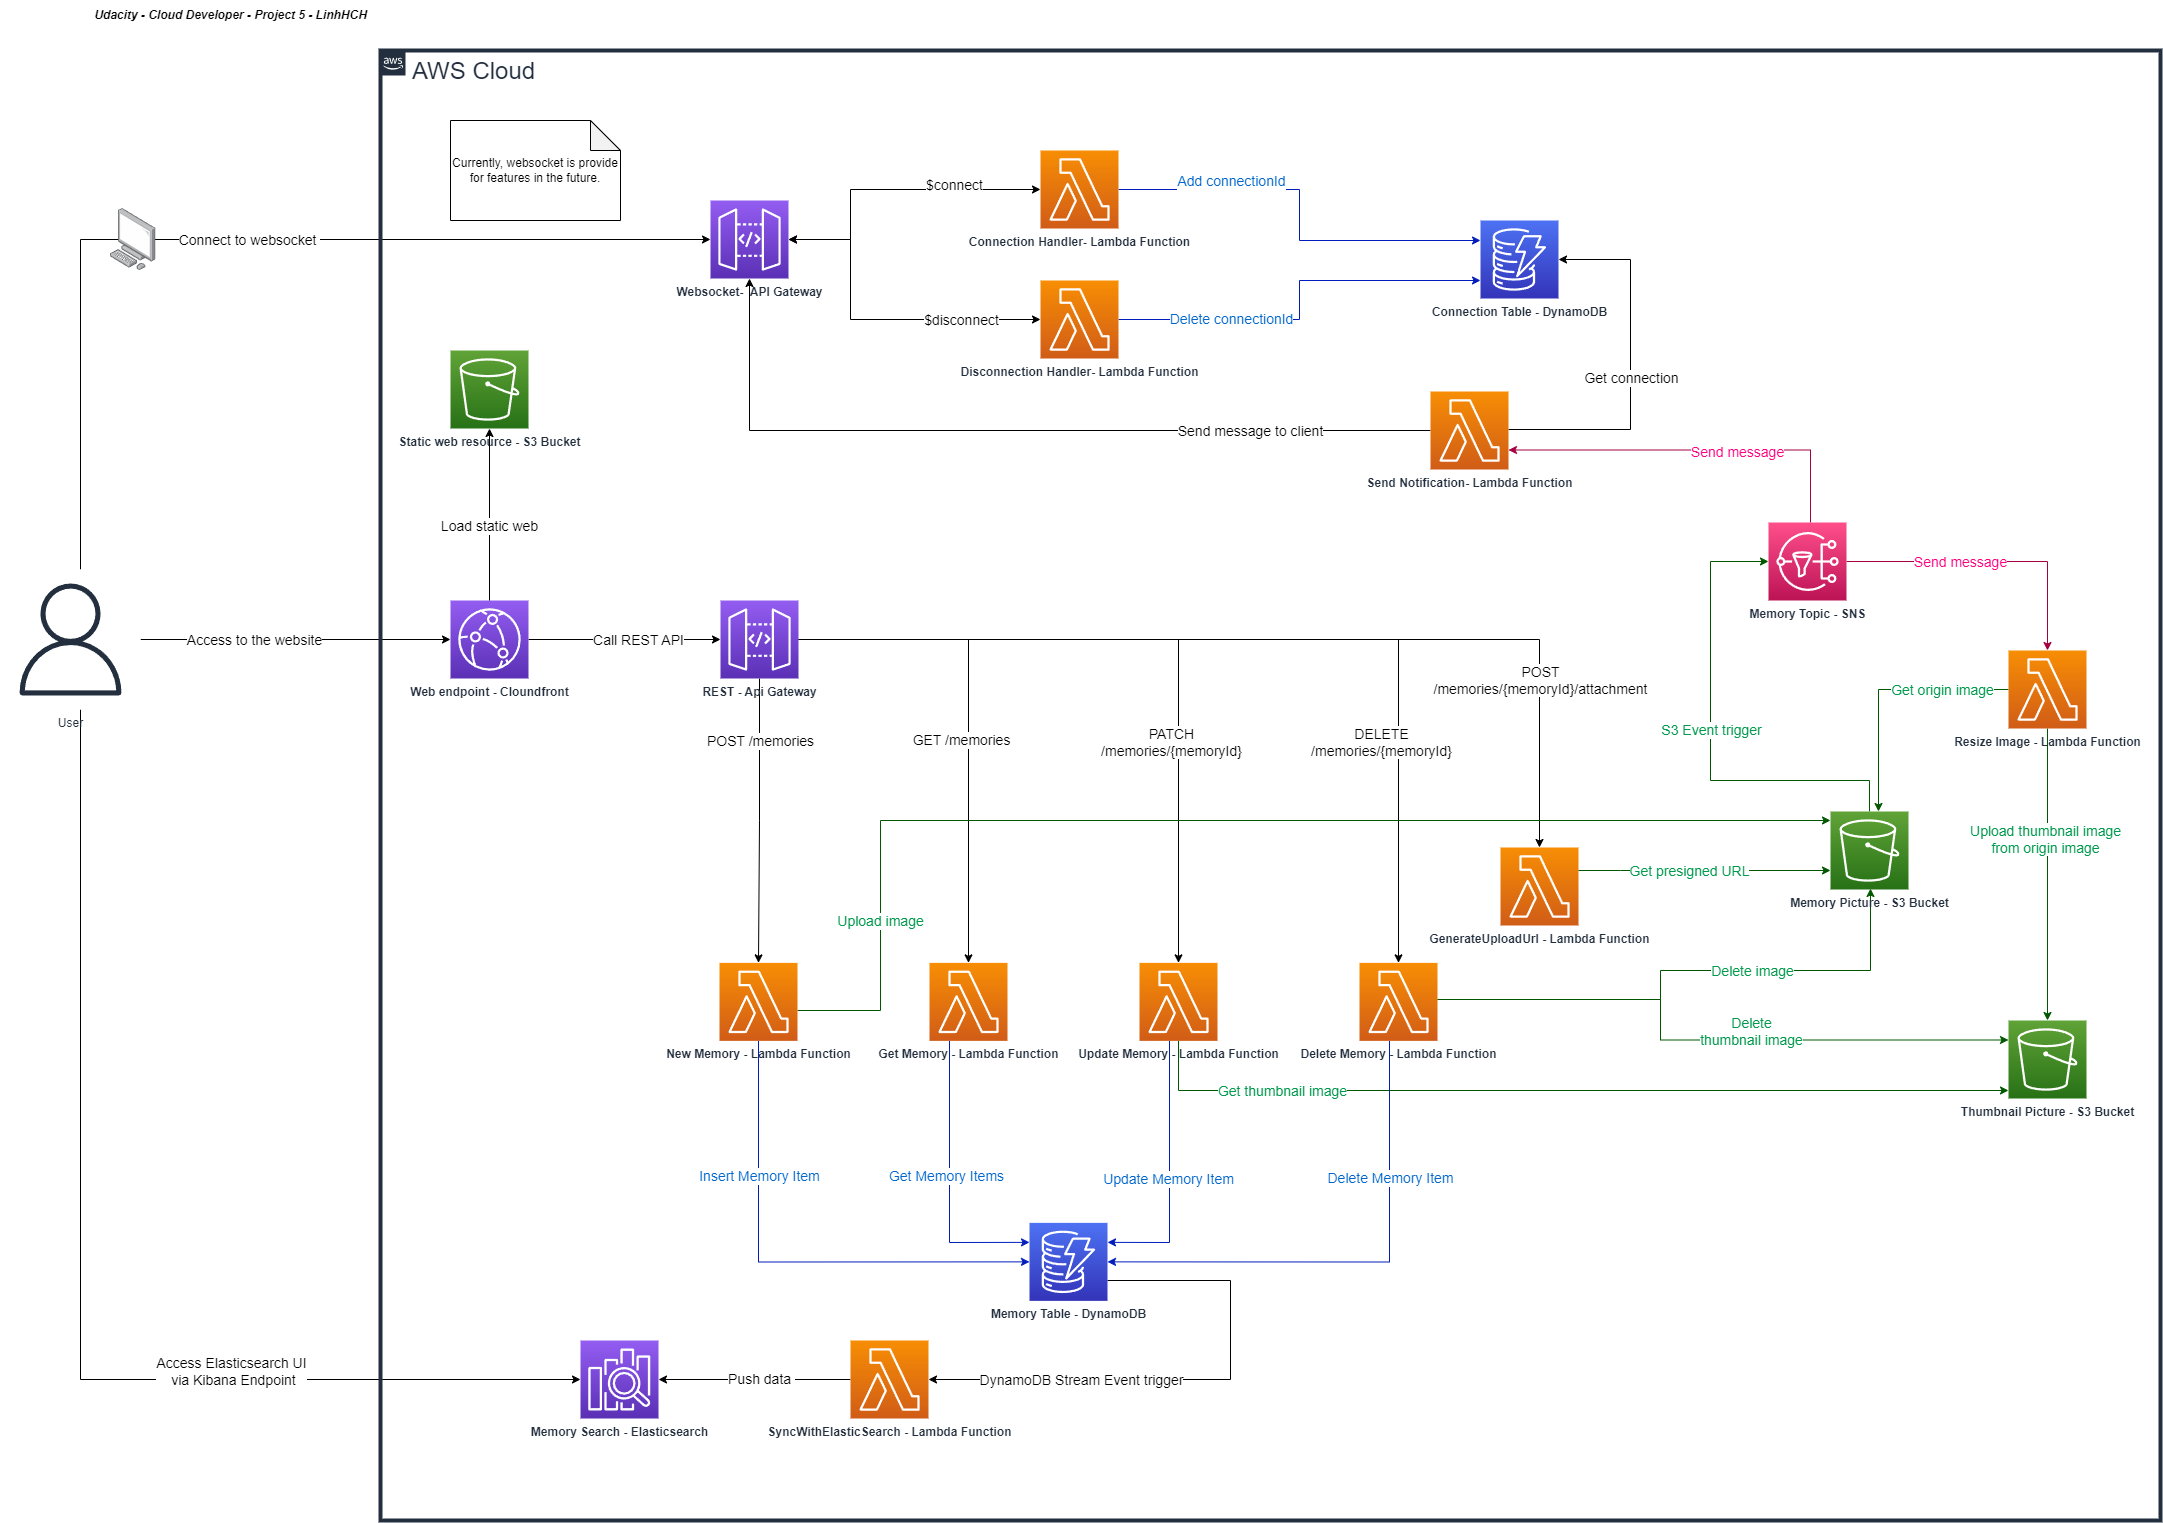 Udacity - Cloud Developer - Project 5 - LinhHCH
aws
AWS Cloud
Currently, websocket is provide
for features in the future.
$connect
Add connectionId
Connection Handler- Lambda Function
Connect to websocket
Websocket- API Gateway
$disconnect
Delete connectionId
Connection Table - DynamoDB
Disconnection Handler- Lambda Function
Get connection
Send message to client
Static web resource - S3 Bucket
Send message
Send Notification- Lambda Function
Load static web
Send message
Memory Topic - SNS
Access to the website
Call REST API
Web endpoint - Cloundfront
REST - Api Gateway
User
POST
/memories/{memoryId}/attachment
Get origin image
S3 Event trigger
Resize Image - Lambda Function
POST /memories
GET /memories
PATCH
/memories/{memoryId}
DELETE
/memories/{memoryId}
Upload thumbnail image
from origin image
Get presigned URL
Memory Picture - S3 Bucket
Upload image
GenerateUploadUrl - Lambda Function
Delete image
Delete
thumbnail image
New Memory - Lambda Function
Get Memory - Lambda Function
Update Memory - Lambda Function
Delete Memory - Lambda Function
Get thumbnail image
Thumbnail Picture - S3 Bucket
Insert Memory Item
Get Memory Items
Update Memory Item
Delete Memory Item
Memory Table - DynamoDB
Access Elasticsearch UI
via Kibana Endpoint
Push data
DynamoDB Stream Event trigger
Memory Search - Elasticsearch
SyncWithElasticSearch - Lambda Function